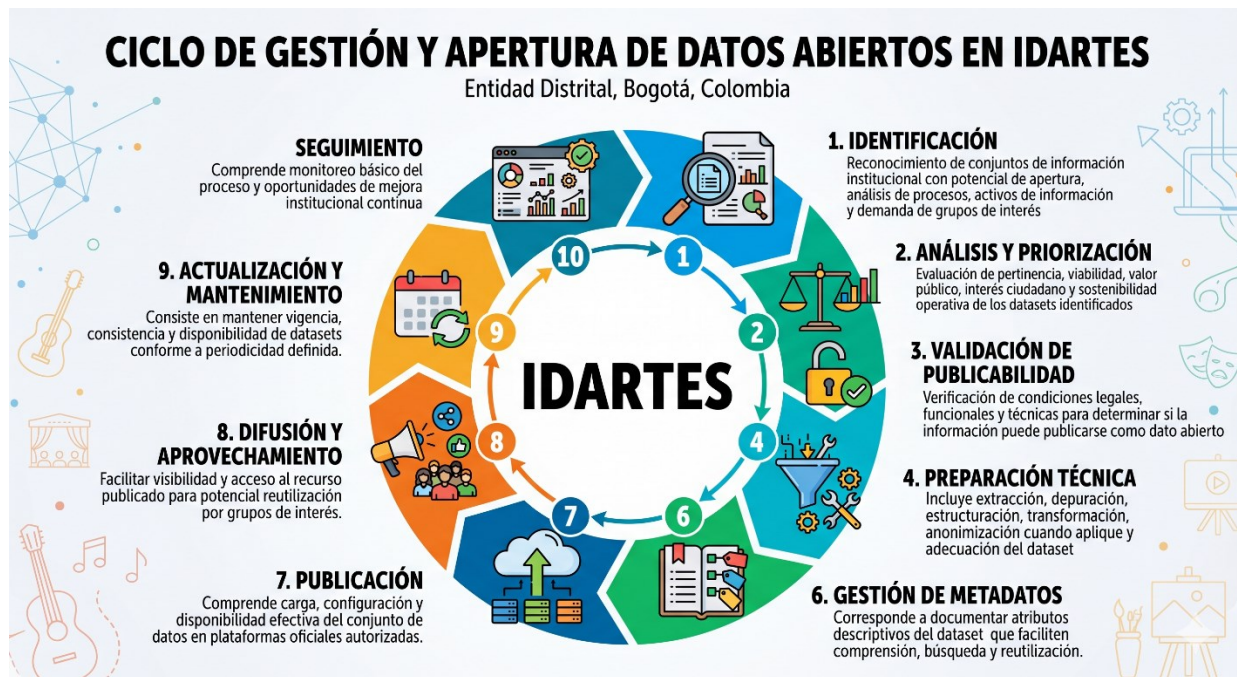 CICLO DE GESTIÓN Y APERTURA DE DATOS ABIERTOS EN IDARTES
Entidad Distrital, Bogotá, Colombia
SEGUIMIENTO
Comprende monitoreo básico del
proceso y oportunidades de mejora
institucional continua
1. IDENTIFICACIÓN
Reconocimiento de conjuntos de información
institucional con potencial de apertura,
análisis de procesos, activos de información
y demanda de grupos de interés
2. ANÁLISIS Y PRIORIZACIÓN
Evaluación de pertinencia, viabilidad, valor
público, interés ciudadano y sostenibilidad
operativa de los datasets identificados
3. VALIDACIÓN DE
PUBLICABILIDAD
Verificación de condiciones legales,
funcionales y técnicas para determinar si la
información puede publicarse como dato abierto
4. PREPARACIÓN TÉCNICA
Incluye extracción, depuración,
estructuración, transformación,
anonimización cuando aplique y
adecuación del dataset
6. GESTIÓN DE METADATOS
Corresponde a documentar atributos
descriptivos del dataset que faciliten
comprensión, búsqueda y reutilización.
7. PUBLICACIÓN
Comprende carga, configuración y
disponibilidad efectiva del conjunto de
datos en plataformas oficiales autorizadas.
8. DIFUSIÓN Y
APROVECHAMIENTO
Facilitar visibilidad y acceso al recurso
publicado para potencial reutilización
por grupos de interés.
9. ACTUALIZACIÓN Y
MANTENIMIENTO
Consiste en mantener vigencia,
consistencia y disponibilidad de datasets
conforme a periodicidad definida.
10
1
2
4
6
7
8
9
IDARTES